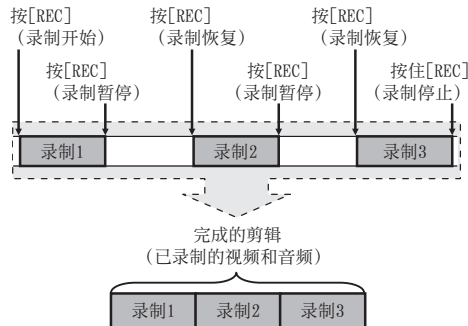 按[REC]
（录制开始）
按[REC]
（录制恢复）
按[REC]
（录制恢复）
按[REC]
（录制暂停）
按[REC]
（录制暂停）
按住[REC]
（录制停止）
录制1
录制2
录制3
完成的剪辑
（已录制的视频和音频）
录制1
录制2
录制3